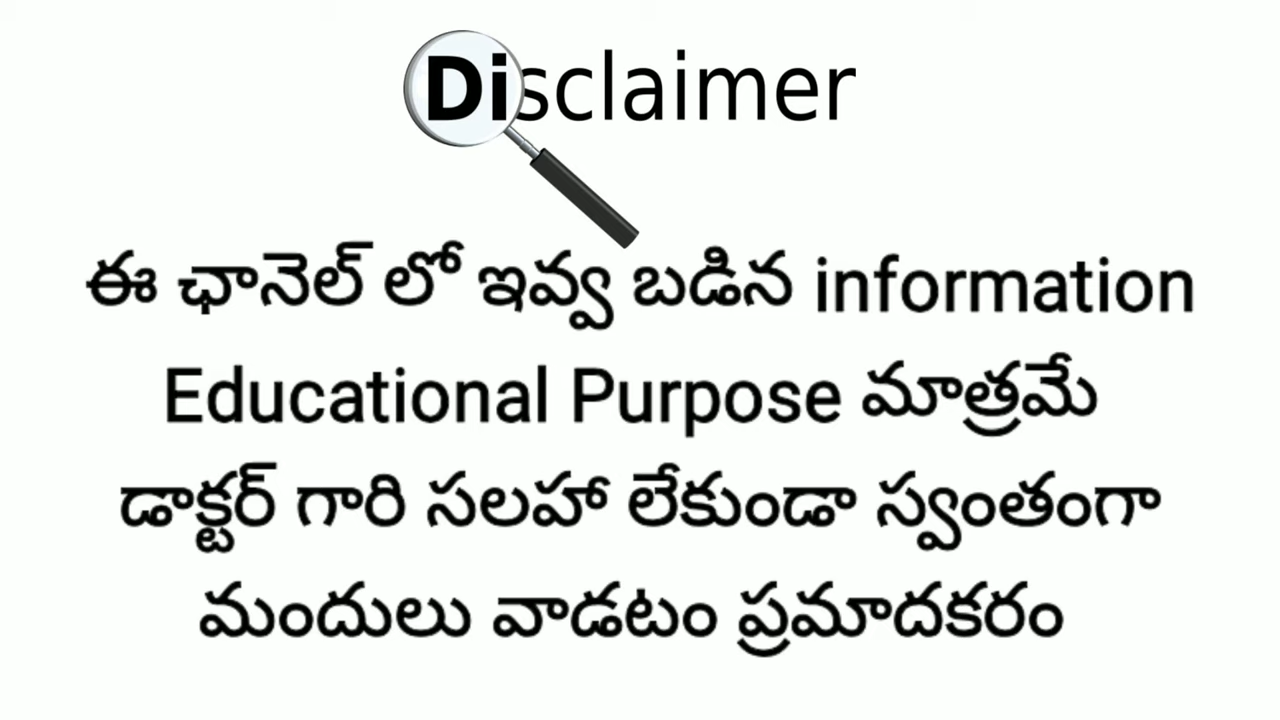 Disclaimer
ఈ ఛానెల్ లో ఇవ్వ బడిన information
Educational Purpose మాత్రమే
డాక్టర్ గారి సలహా లేకుండా స్వంతంగా
మందులు వాడటం ప్రమాదకరం